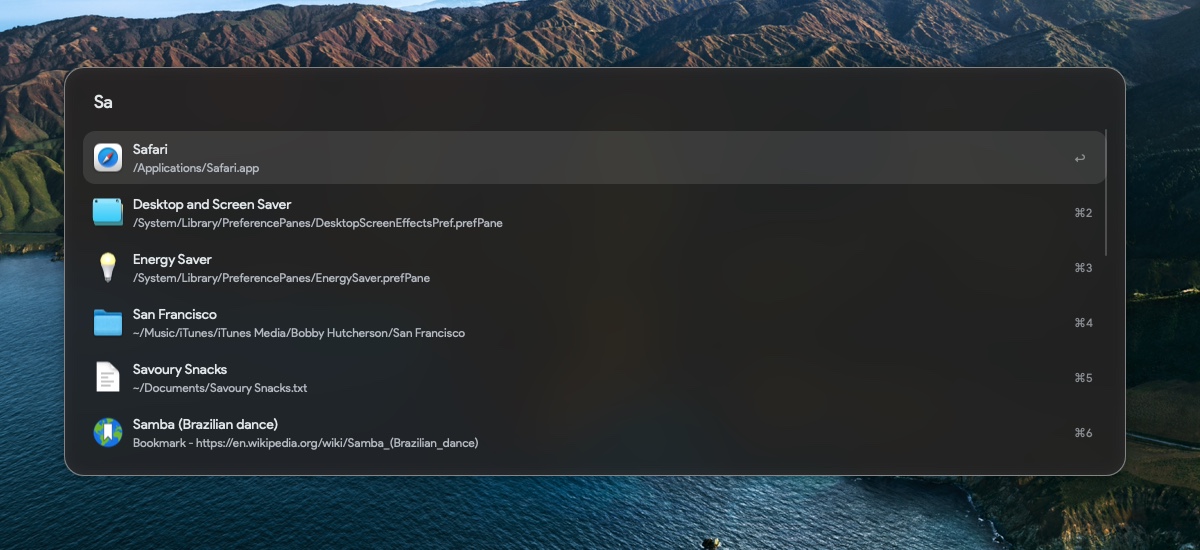 Sa
Safari
/Applications/Safari.app
↩
Desktop and Screen Saver
/System/Library/PreferencePanes/DesktopScreenEffectsPref.prefPane
⌘2
Energy Saver
/System/Library/PreferencePanes/EnergySaver.prefPane
⌘3
San Francisco
~/Music/iTunes/iTunes Media/Bobby Hutcherson/San Francisco
⌘4
Savoury Snacks
~/Documents/Savoury Snacks.txt
⌘5
Samba (Brazilian dance)
Bookmark - https://en.wikipedia.org/wiki/Samba_(Brazilian_dance)
⌘6